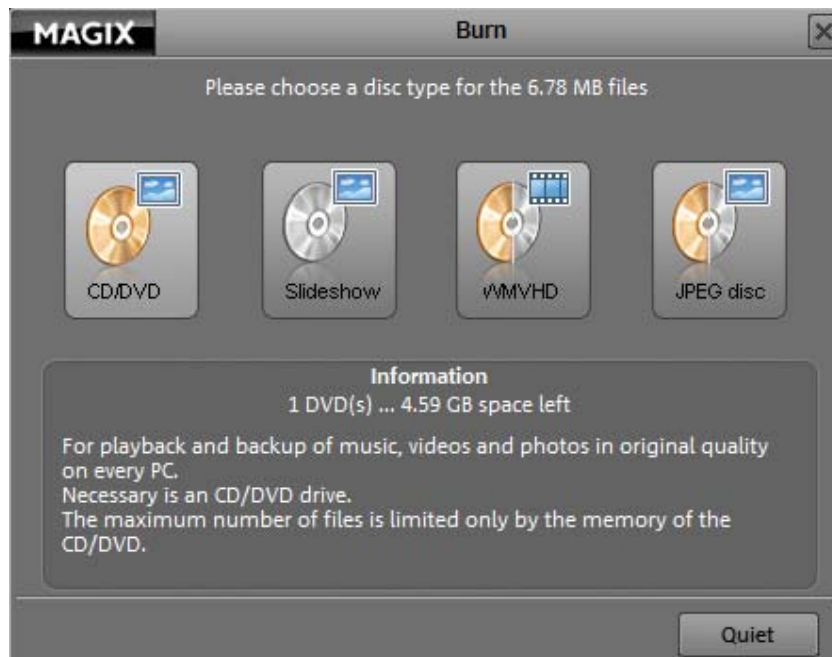 MAGIX
Burn
Please choose a disc type for the 6.78 MB files
CD/DVD
Slideshow
WMVHD
JPEG disc
Information
1 DVD(s) ... 4.59 GB space left
For playback and backup of music, videos and photos in original quality
on every PC.
Necessary is an CD/DVD drive.
The maximum number of files is limited only by the memory of the
CD/DVD.
Quiet